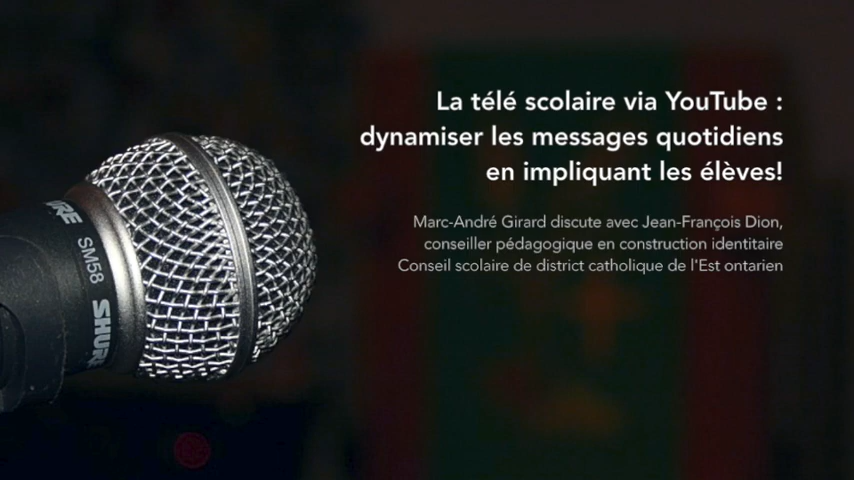 La télé scolaire via YouTube :
dynamiser les messages quotidiens
en impliquant les élèves!
Marc-André Girard discute avec Jean-François Dion,
conseiller pédagogique en construction identitaire
Conseil scolaire de district catholique de l'Est ontarien
SHURE
SM58
SHURE